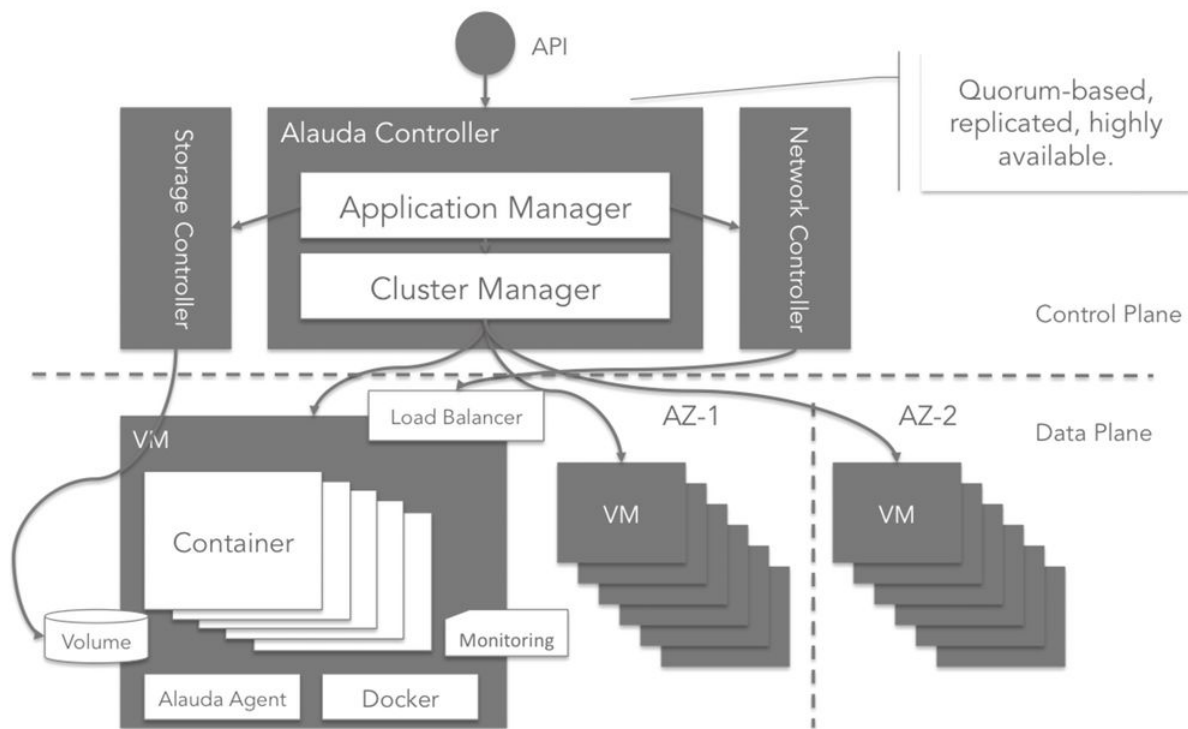 API
Quorum-based,
replicated, highly
available.
Storage Controller
Alauda Controller
Application Manager
Cluster Manager
Network Controller
Control Plane
Load Balancer
AZ-1
AZ-2
Data Plane
VM
Container
VM
VM
Volume
Monitoring
Alauda Agent
Docker